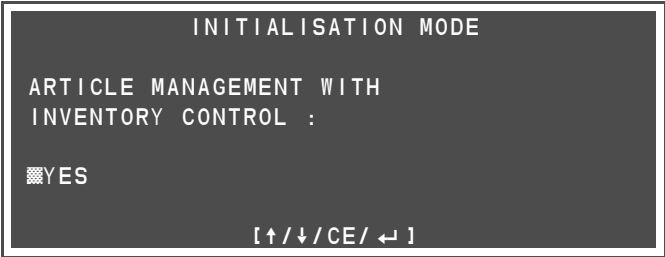 INITIALISATION MODE
ARTICLE MANAGEMENT WITH
INVENTORY CONTROL :
▒YES
[↑/↓/CE/ ↵ ]